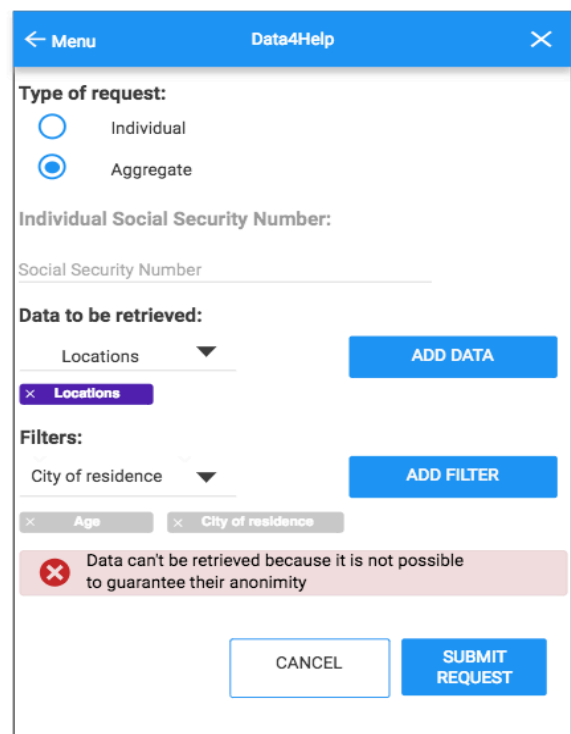 ← Menu Data4Help ×
Type of request:
Individual
Aggregate
Individual Social Security Number:
Social Security Number
Data to be retrieved:
Locations ADD DATA
× Locations
Filters:
City of residence ADD FILTER
× Age × City of residence
Data can't be retrieved because it is not possible
to guarantee their anonimity
CANCEL SUBMIT
REQUEST